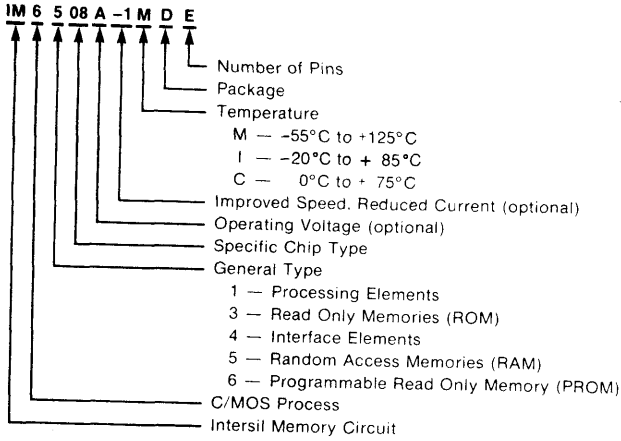 IM 6 5 08 A -1 M D E
Number of Pins
Package
Temperature
M — -55°C to +125°C
I — -20°C to + 85°C
C — 0°C to + 75°C
Improved Speed. Reduced Current (optional)
Operating Voltage (optional)
Specific Chip Type
General Type
1 — Processing Elements
3 — Read Only Memories (ROM)
4 — Interface Elements
5 — Random Access Memories (RAM)
6 — Programmable Read Only Memory (PROM)
C/MOS Process
Intersil Memory Circuit